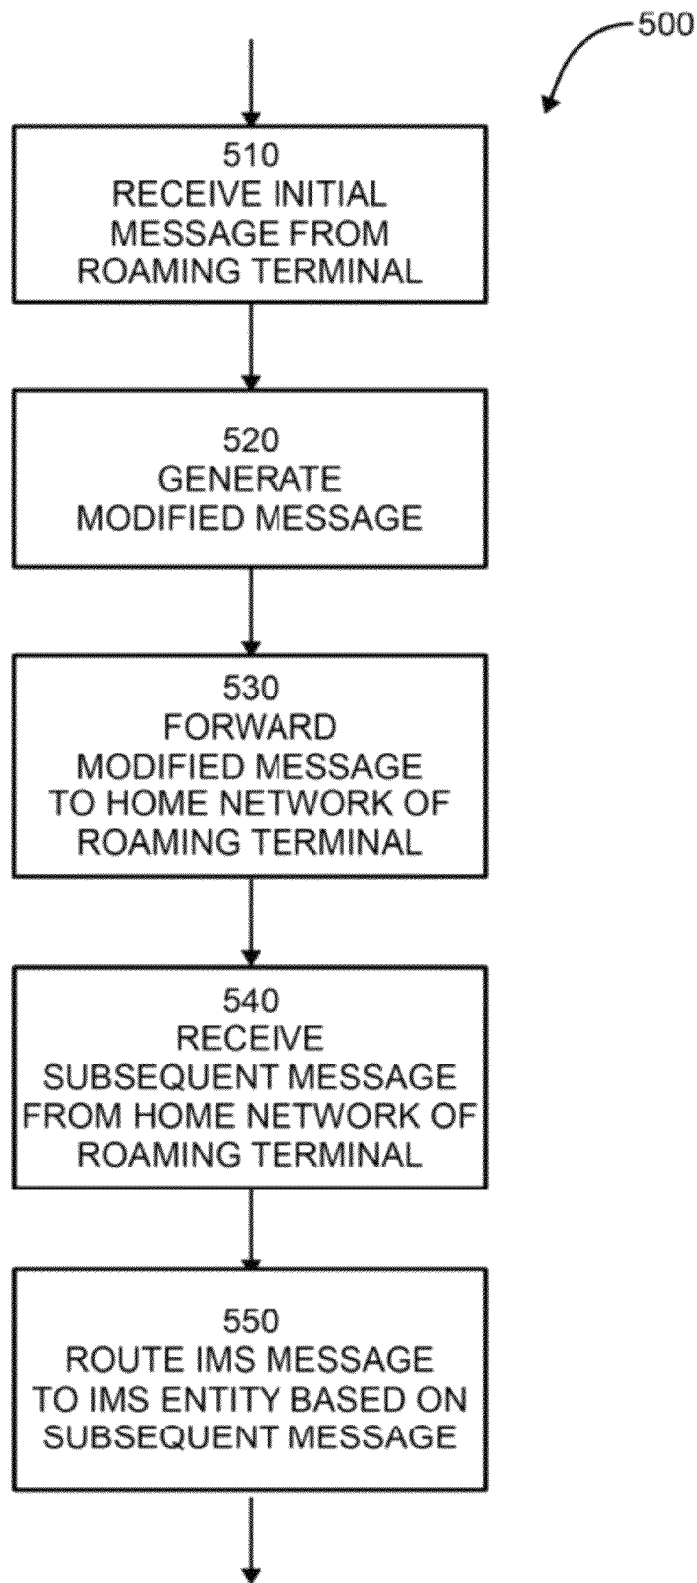 500
510
RECEIVE INITIAL
MESSAGE FROM
ROAMING TERMINAL
520
GENERATE
MODIFIED MESSAGE
530
FORWARD
MODIFIED MESSAGE
TO HOME NETWORK OF
ROAMING TERMINAL
540
RECEIVE
SUBSEQUENT MESSAGE
FROM HOME NETWORK OF
ROAMING TERMINAL
550
ROUTE IMS MESSAGE
TO IMS ENTITY BASED ON
SUBSEQUENT MESSAGE